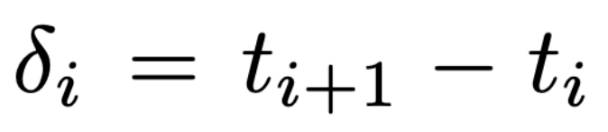 δ_i = t_{i+1} − t_i